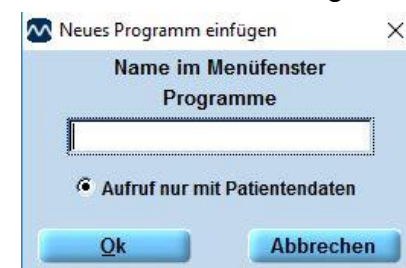 Neues Programm einfügen
Name im Menüfenster
Programme
Aufruf nur mit Patientendaten
Ok
Abbrechen